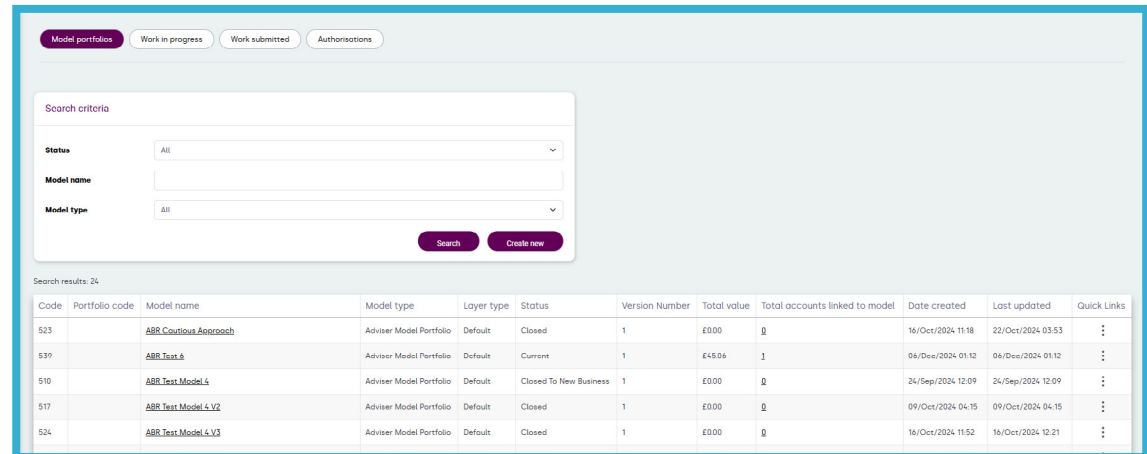 Model portfolios Work in progress Work submitted Authorisations
Search criteria
Status All
Model name
Model type All
Search Create new
Search results: 24
Code Portfolio code Model name Model type Layer type Status Version Number Total value Total accounts linked to model Date created Last updated Quick Links
523 ABR Cautious Approach Adviser Model Portfolio Default Closed 1 £0.00 0 16/Oct/2024 11:18 22/Oct/2024 03:53
539 ABR Test 6 Adviser Model Portfolio Default Current 1 £45.06 1 06/Dec/2024 01:12 06/Dec/2024 01:12
510 ABR Test Model 4 Adviser Model Portfolio Default Closed To New Business 1 £0.00 0 24/Sep/2024 12:09 24/Sep/2024 12:09
517 ABR Test Model 4 V2 Adviser Model Portfolio Default Closed 1 £0.00 0 09/Oct/2024 04:15 09/Oct/2024 04:15
524 ABR Test Model 4 V3 Adviser Model Portfolio Default Closed 1 £0.00 0 16/Oct/2024 11:52 16/Oct/2024 12:21